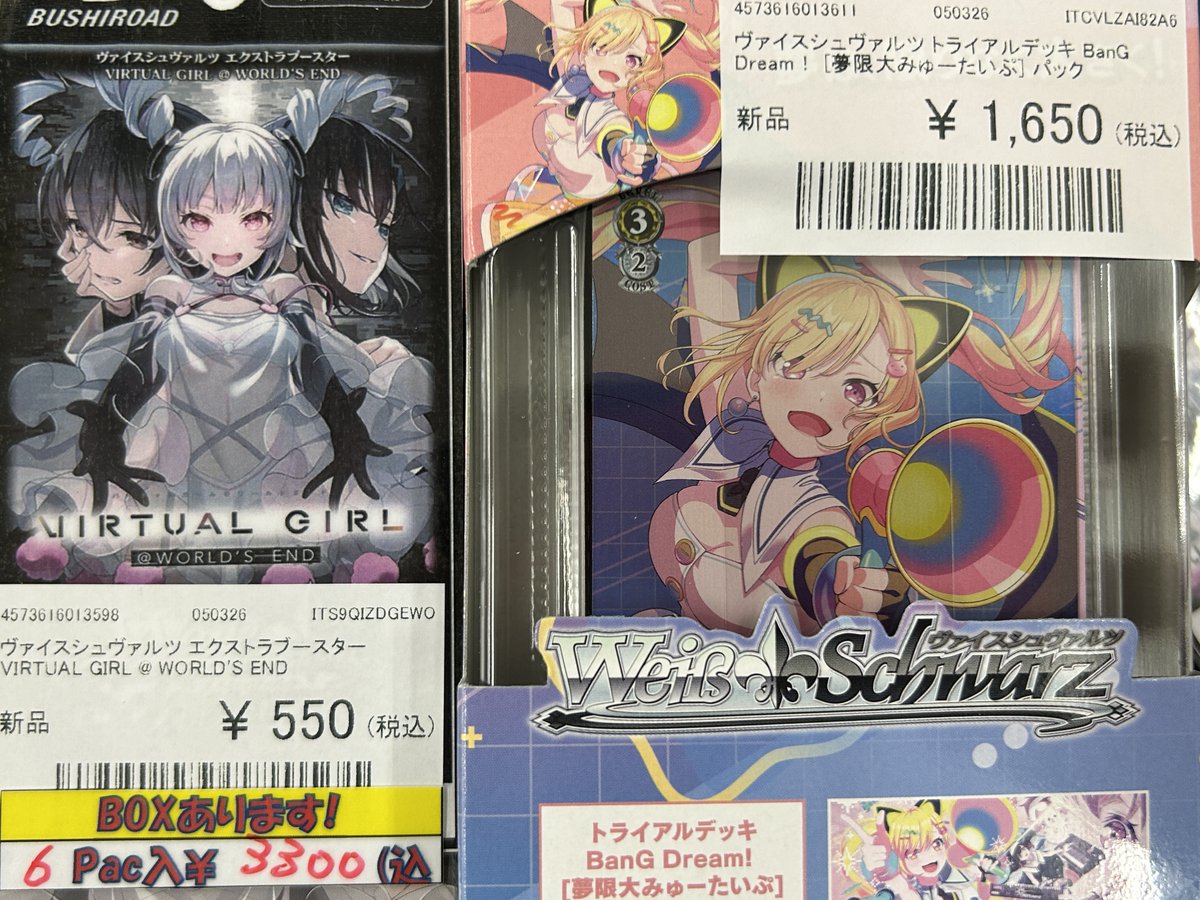 BUSHIROAD
ヴァイスシュヴァルツ エクストラブースター
VIRTUAL GIRL @ WORLD'S END
VIRTUAL GIRL
@WORLD'S END
4573616013598 050326 ITS9QIZDGEWO
ヴァイスシュヴァルツ エクストラブースター
VIRTUAL GIRL @ WORLD'S END
新品 ¥ 550 (税込)
BOXあります!
6 Pac入¥ 3300 (込
4573616013611 050326 ITCVLZAI82A6
ヴァイスシュヴァルツ トライアルデッキ BanG
Dream! [夢限大みゅーたいぷ] パック
新品 ¥ 1,650 (税込)
3
2
COST
ヴァイスシュヴァルツ
Weiß Schwarz
トライアルデッキ
BanG Dream!
[夢限大みゅーたいぷ]